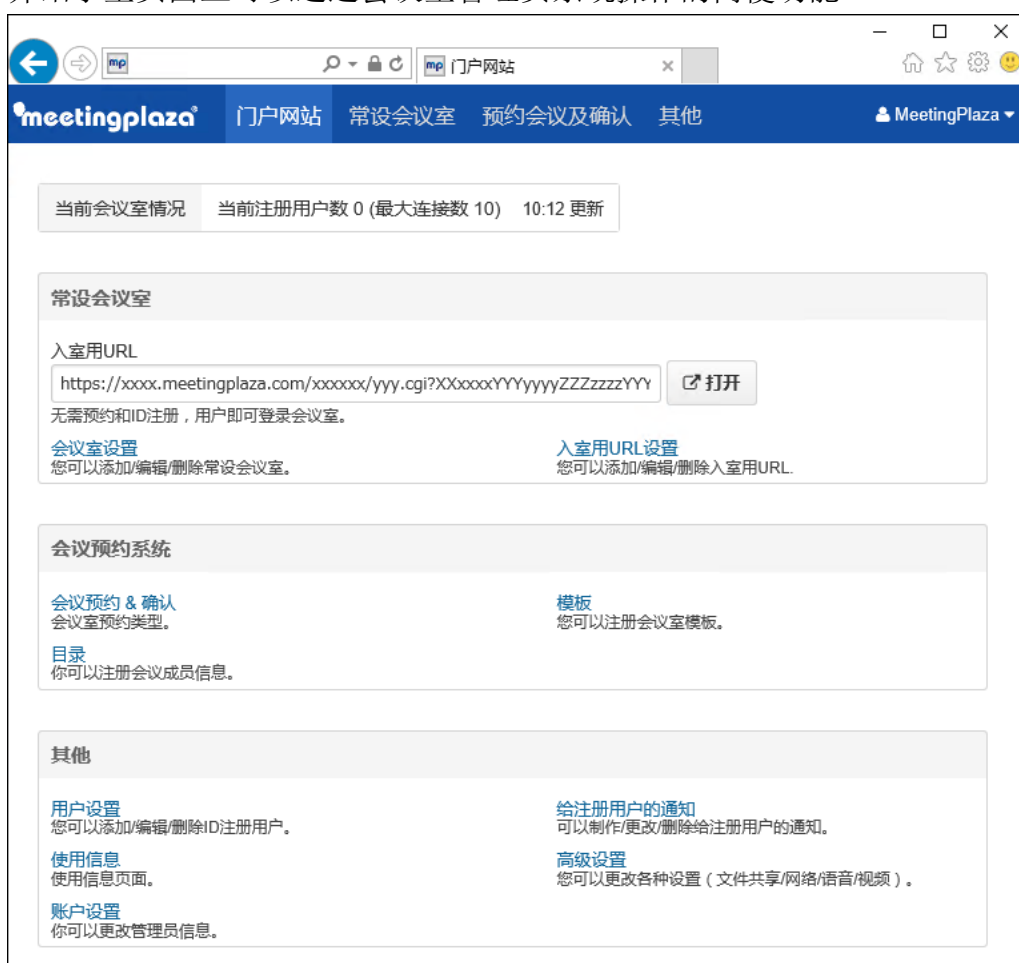 mp
mp 门户网站
meetingplaza 门户网站 常设会议室 预约会议及确认 其他 MeetingPlaza
当前会议室情况 当前注册用户数 0 (最大连接数 10) 10:12 更新
常设会议室
入室用URL
https://xxxx.meetingplaza.com/xxxxxx/yyy.cgi?XXxxxxYYYyyyyZZZzzzzYYY 打开
无需预约和ID注册，用户即可登录会议室。
会议室设置 入室用URL设置
您可以添加/编辑/删除常设会议室。 您可以添加/编辑/删除入室用URL.
会议预约系统
会议预约 & 确认 模板
会议室预约类型。 您可以注册会议室模板。
目录
你可以注册会议成员信息。
其他
用户设置 给注册用户的通知
您可以添加/编辑/删除ID注册用户。 可以制作/更改/删除给注册用户的通知。
使用信息 高级设置
使用信息页面。 您可以更改各种设置（文件共享/网络/语音/视频）.
账户设置
你可以更改管理员信息。